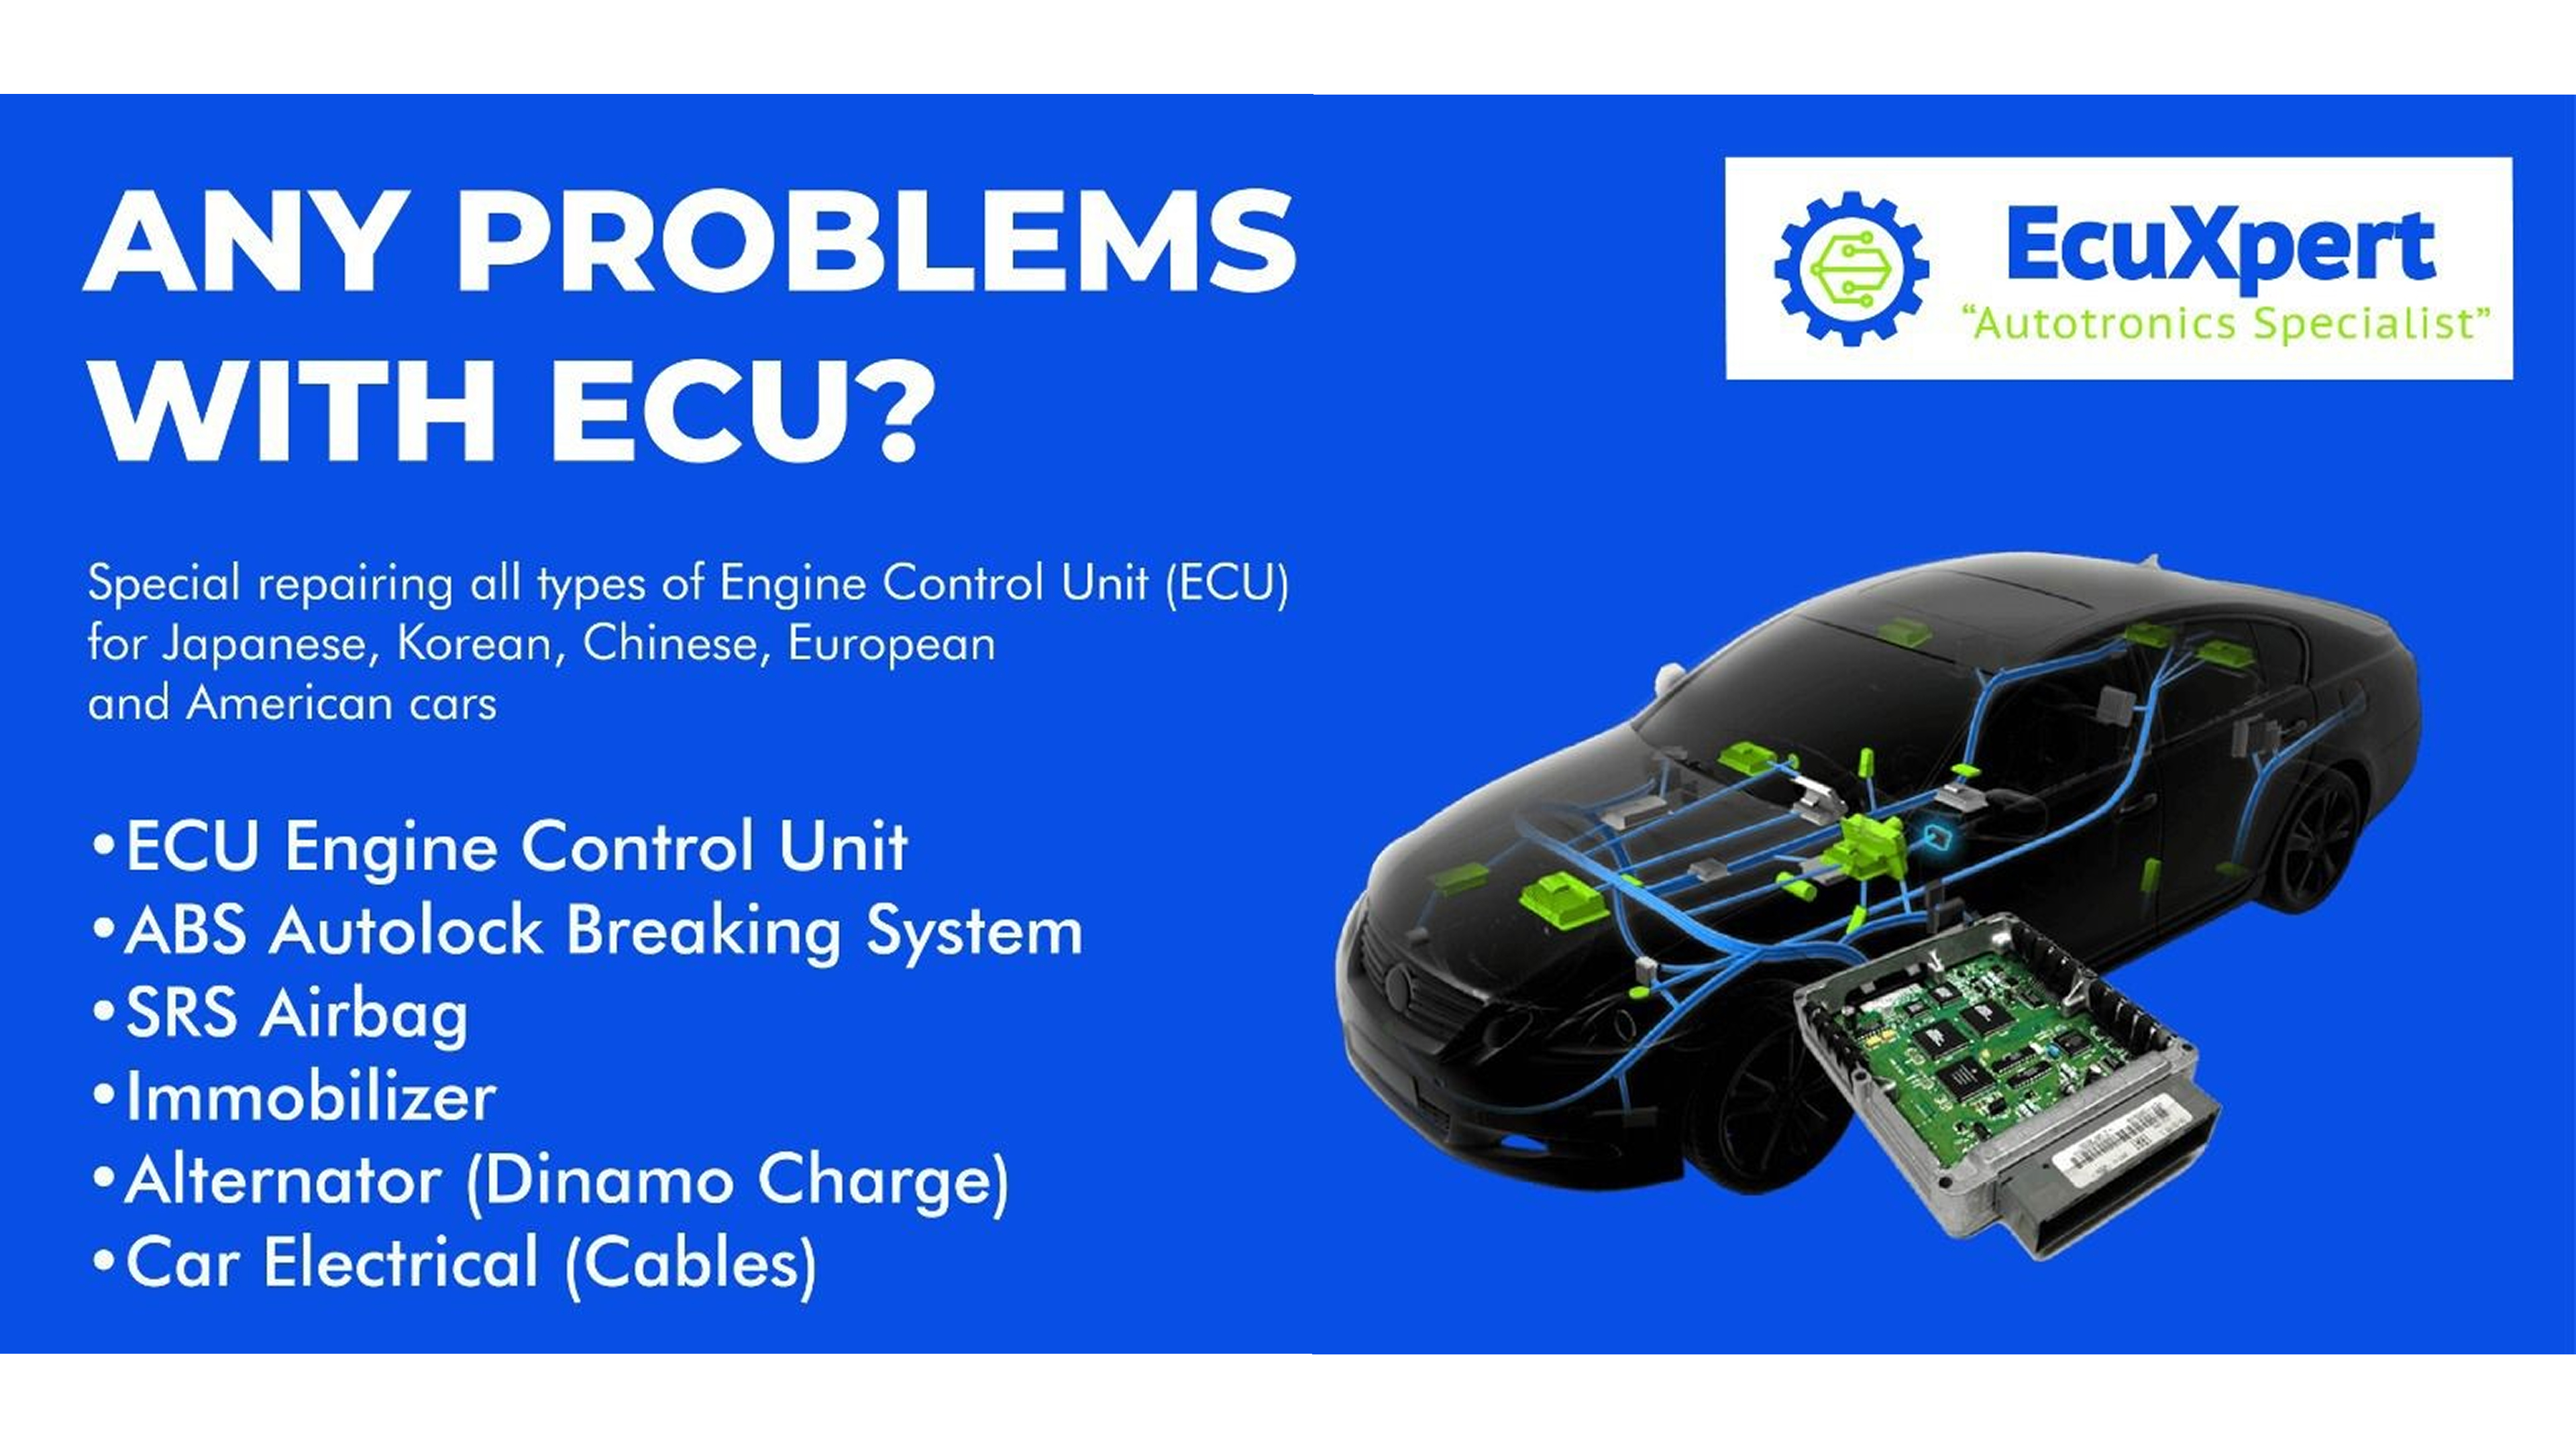 ANY PROBLEMS
WITH ECU?
EcuXpert
“Autotronics Specialist”
Special repairing all types of Engine Control Unit (ECU)
for Japanese, Korean, Chinese, European
and American cars
•ECU Engine Control Unit
•ABS Autolock Breaking System
•SRS Airbag
•Immobilizer
•Alternator (Dinamo Charge)
•Car Electrical (Cables)